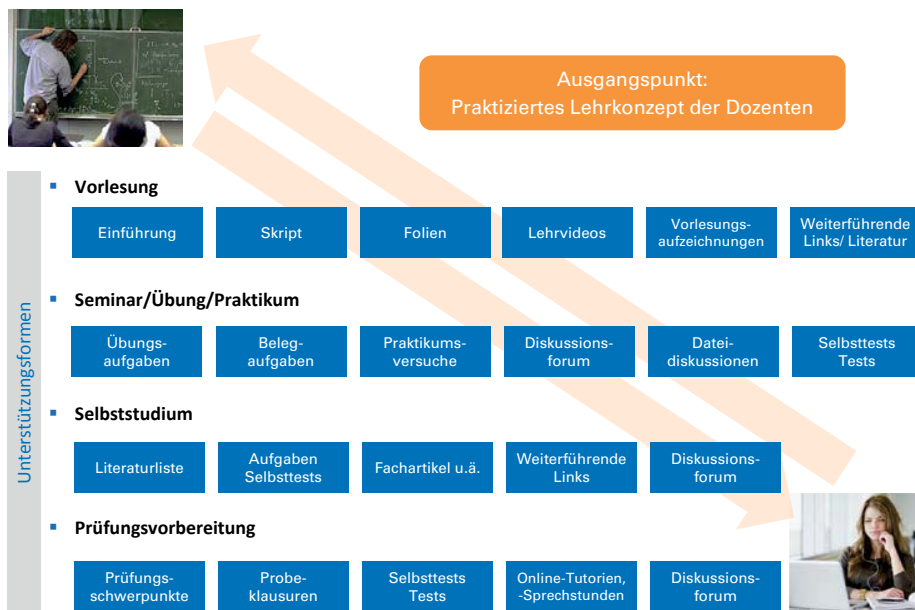 Ausgangspunkt:
Praktiziertes Lehrkonzept der Dozenten
Unterstützungsformen
Vorlesung
Einführung
Skript
Folien
Lehrvideos
Vorlesungs-
aufzeichnungen
Weiterführende
Links/ Literatur
Seminar/Übung/Praktikum
Übungs-
aufgaben
Beleg-
aufgaben
Praktikums-
versuche
Diskussions-
forum
Datei-
diskussionen
Selbsttests
Tests
Selbststudium
Literaturliste
Aufgaben
Selbsttests
Fachartikel u.ä.
Weiterführende
Links
Diskussions-
forum
Prüfungsvorbereitung
Prüfungs-
schwerpunkte
Probe-
klausuren
Selbsttests
Tests
Online-Tutorien,
-Sprechstunden
Diskussions-
forum